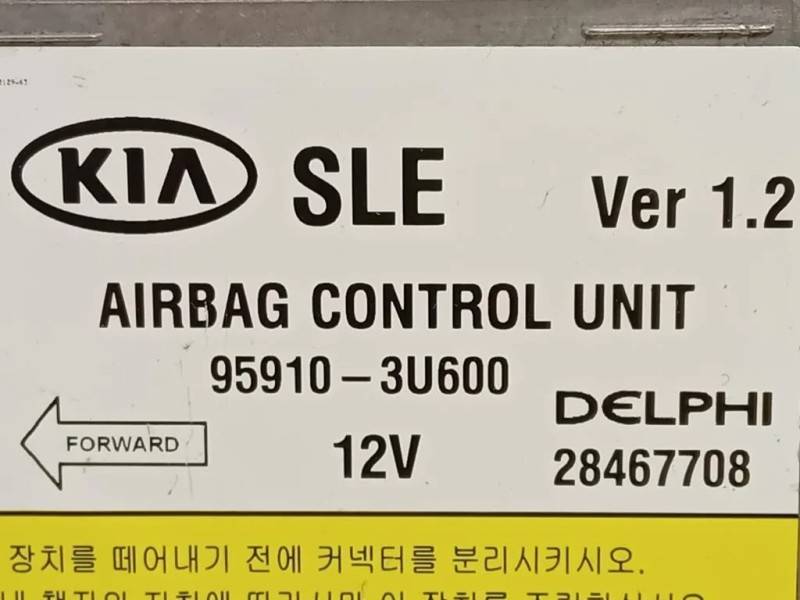 KIA SLE Ver 1.2
AIRBAG CONTROL UNIT
95910-3U600
DELPHI
FORWARD 12V 28467708
장치를 떼어내기 전에 커넥터를 분리시키시오.